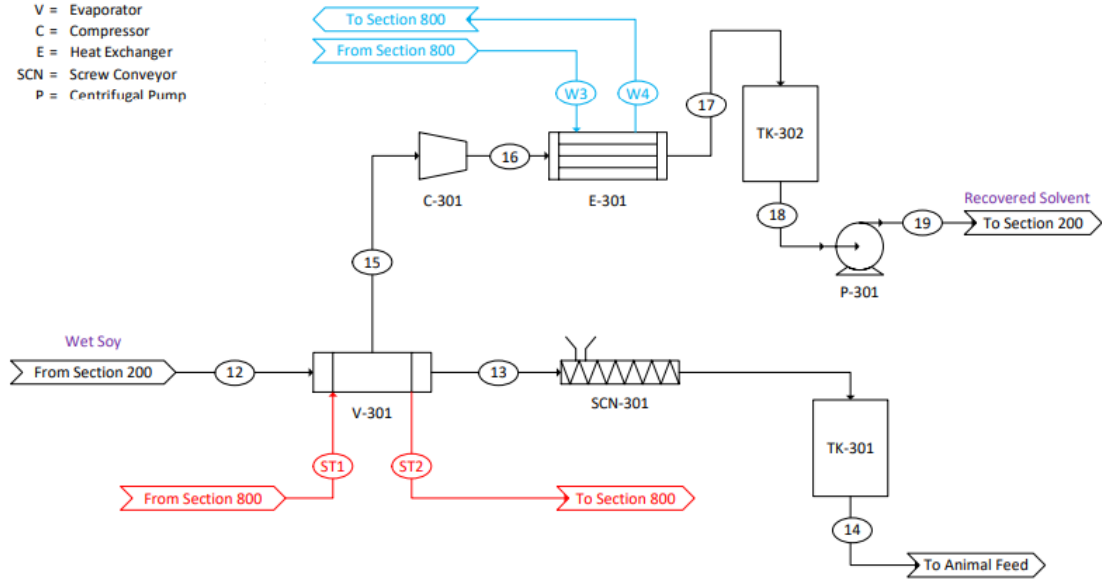 V = Evaporator
C = Compressor
E = Heat Exchanger
SCN = Screw Conveyor
P = Centrifugal Pump
To Section 800
From Section 800
W3
W4
17
TK-302
16
C-301
E-301
18
Recovered Solvent
19
To Section 200
P-301
15
Wet Soy
From Section 200
12
13
V-301
SCN-301
TK-301
ST1
ST2
From Section 800
To Section 800
14
To Animal Feed